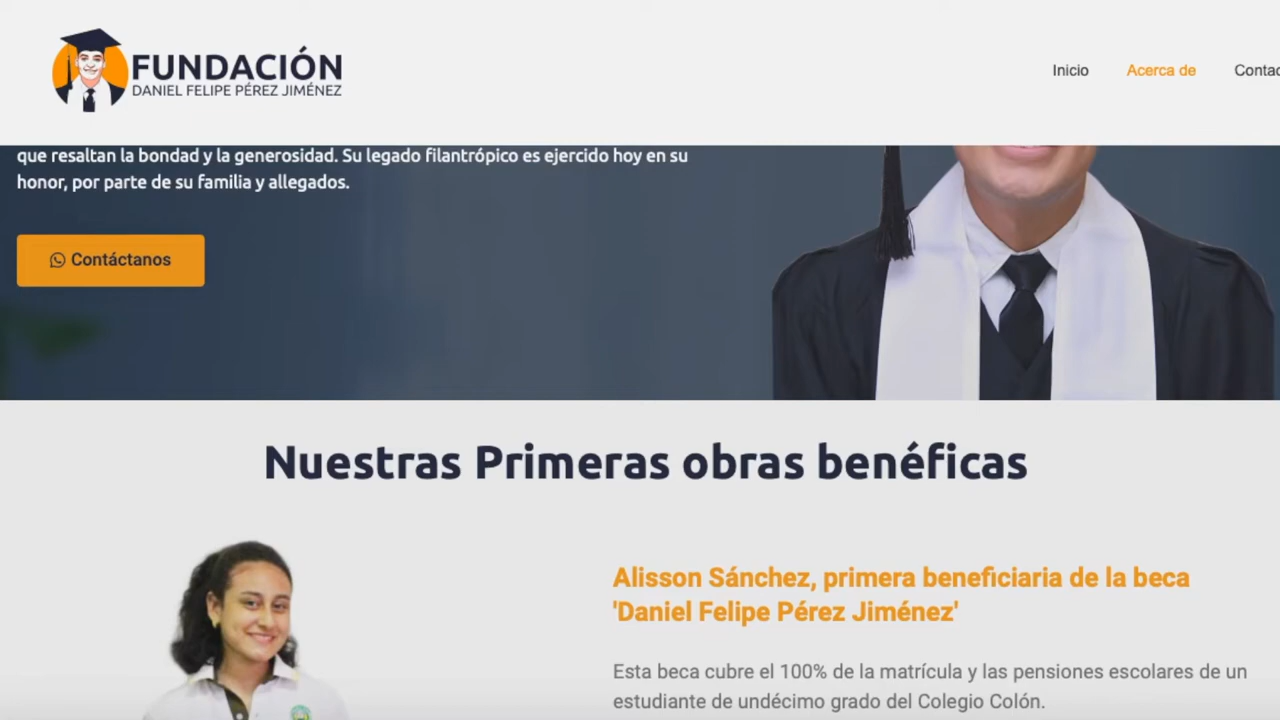 FUNDACIÓN
DANIEL FELIPE PÉREZ JIMÉNEZ
Inicio
Acerca de
Contac
que resaltan la bondad y la generosidad. Su legado filantrópico es ejercido hoy en su
honor, por parte de su familia y allegados.
Contáctanos
Nuestras Primeras obras benéficas
Alisson Sánchez, primera beneficiaria de la beca
'Daniel Felipe Pérez Jiménez'
Esta beca cubre el 100% de la matrícula y las pensiones escolares de un
estudiante de undécimo grado del Colegio Colón.